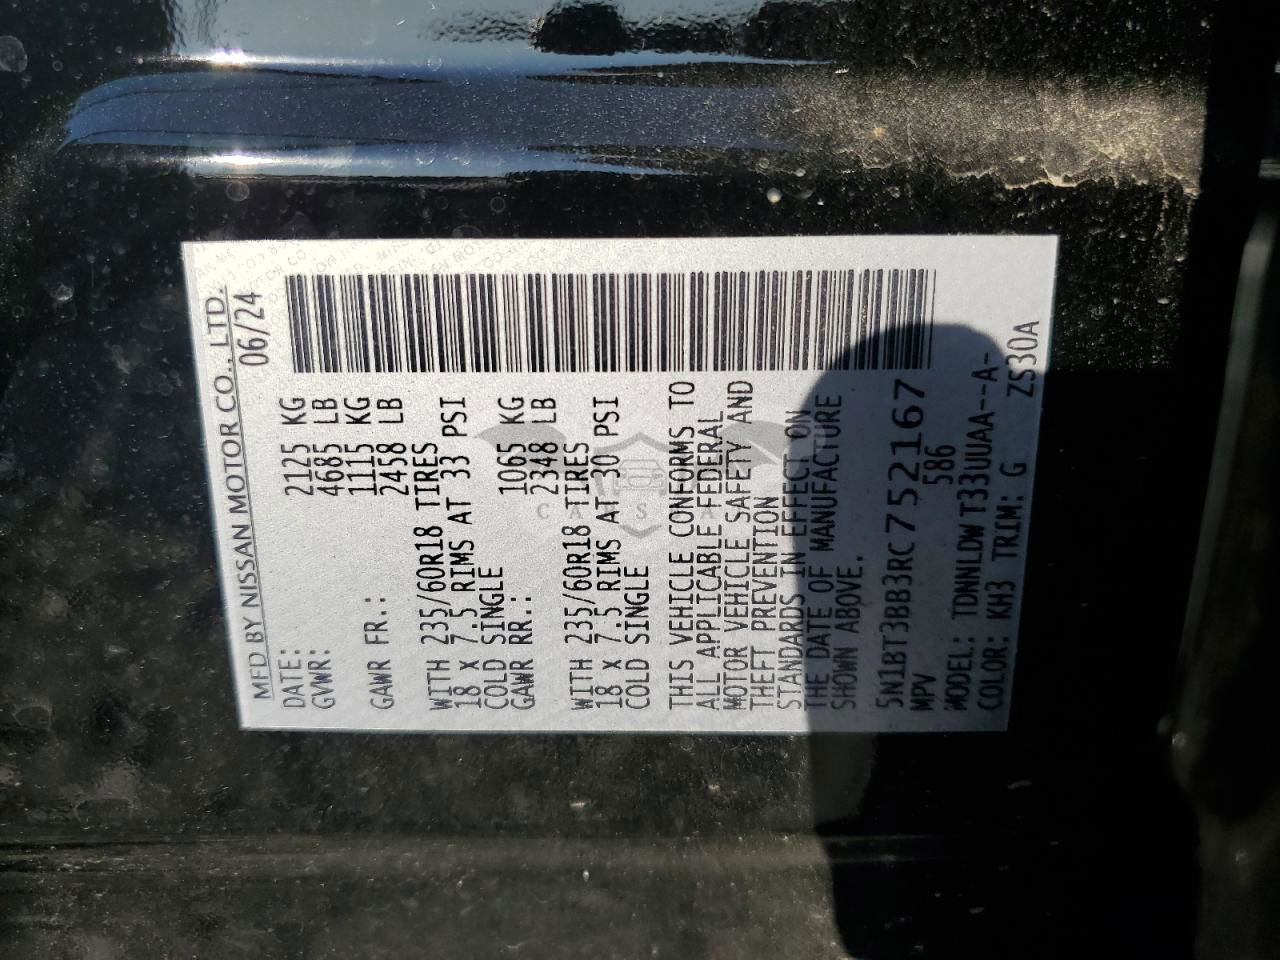 MFD BY NISSAN MOTOR CO., LTD.
DATE: 06/24
GVWR: 2125 KG
4685 LB
GAWR FR.: 1115 KG
2458 LB
WITH 235/60R18 TIRES
18 X 7.5 RIMS AT 33 PSI
COLD SINGLE
GAWR RR.: 1065 KG
2348 LB
WITH 235/60R18 TIRES
18 X 7.5 RIMS AT 30 PSI
COLD SINGLE
THIS VEHICLE CONFORMS TO
ALL APPLICABLE FEDERAL
MOTOR VEHICLE SAFETY AND
THEFT PREVENTION
STANDARDS IN EFFECT ON
THE DATE OF MANUFACTURE
SHOWN ABOVE.
5N1BT3BB3RC752167
MPV 586
MODEL: TDNNLDWT33UUAA--A-
COLOR: KH3 TRIM: G ZS30A